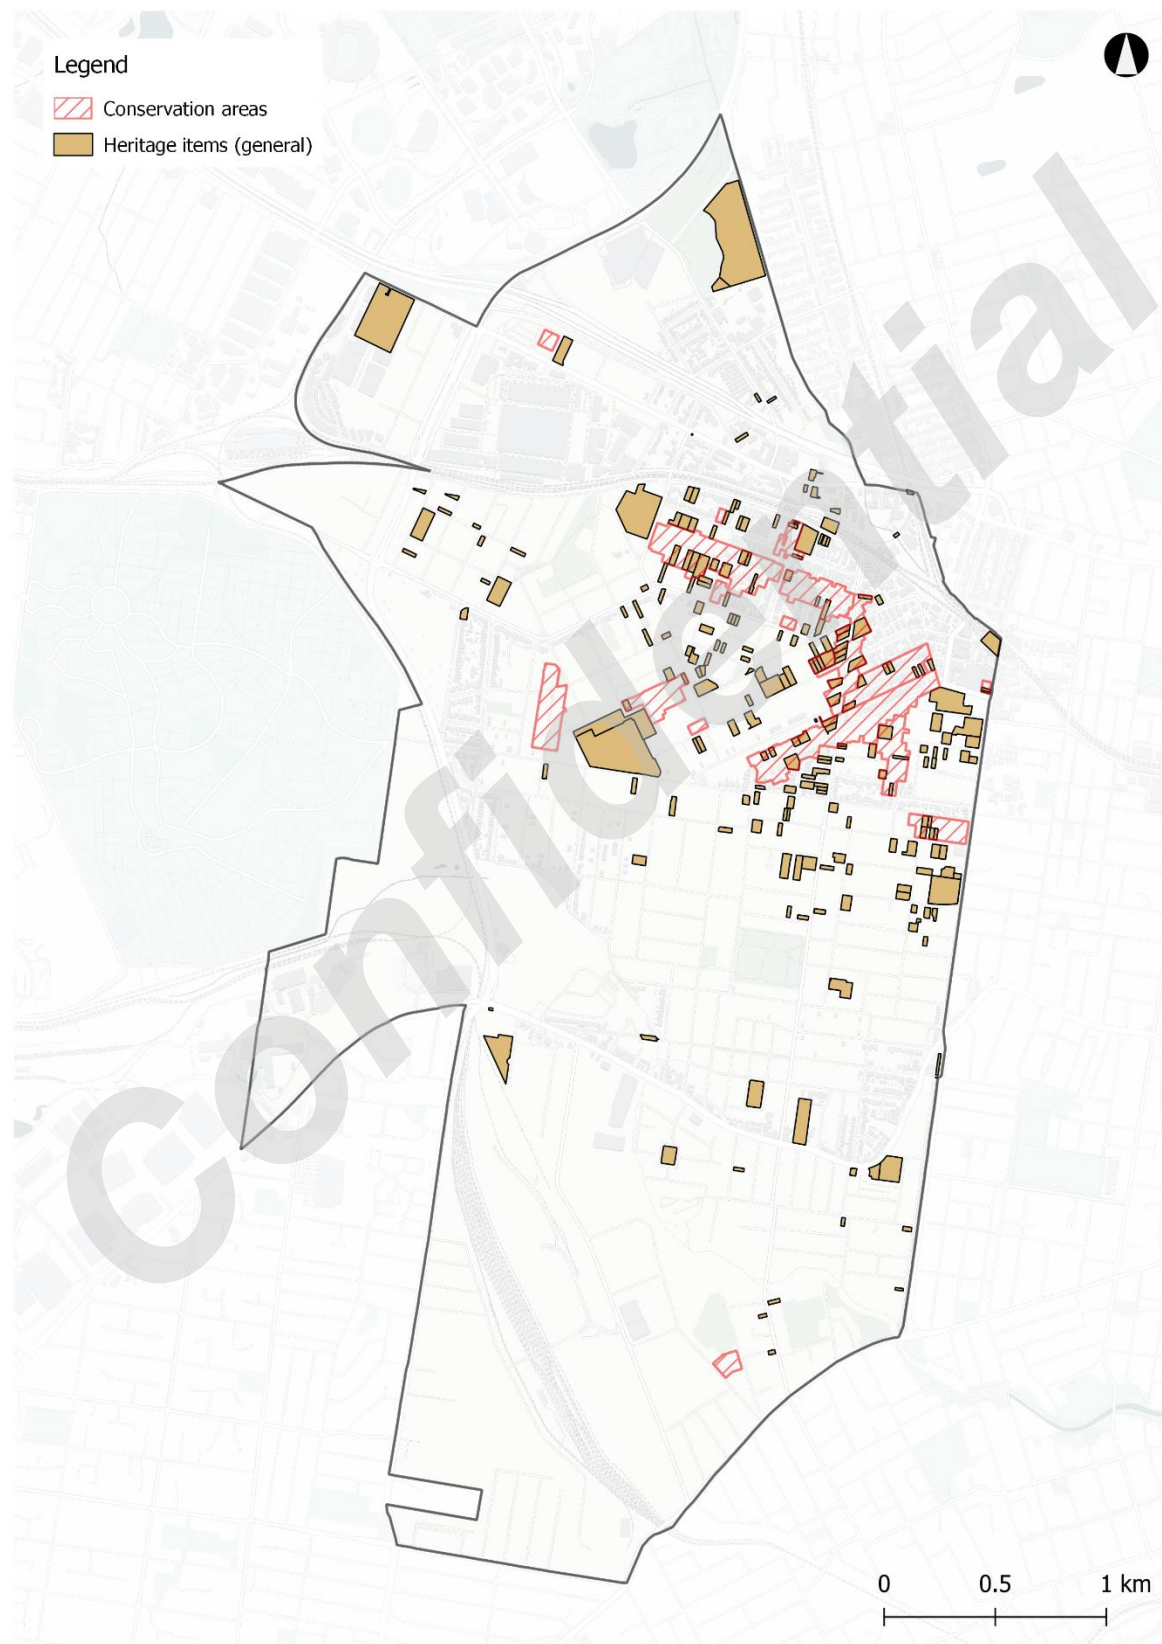 Legend
Conservation areas
Heritage items (general)
Confidential
0 0.5 1 km